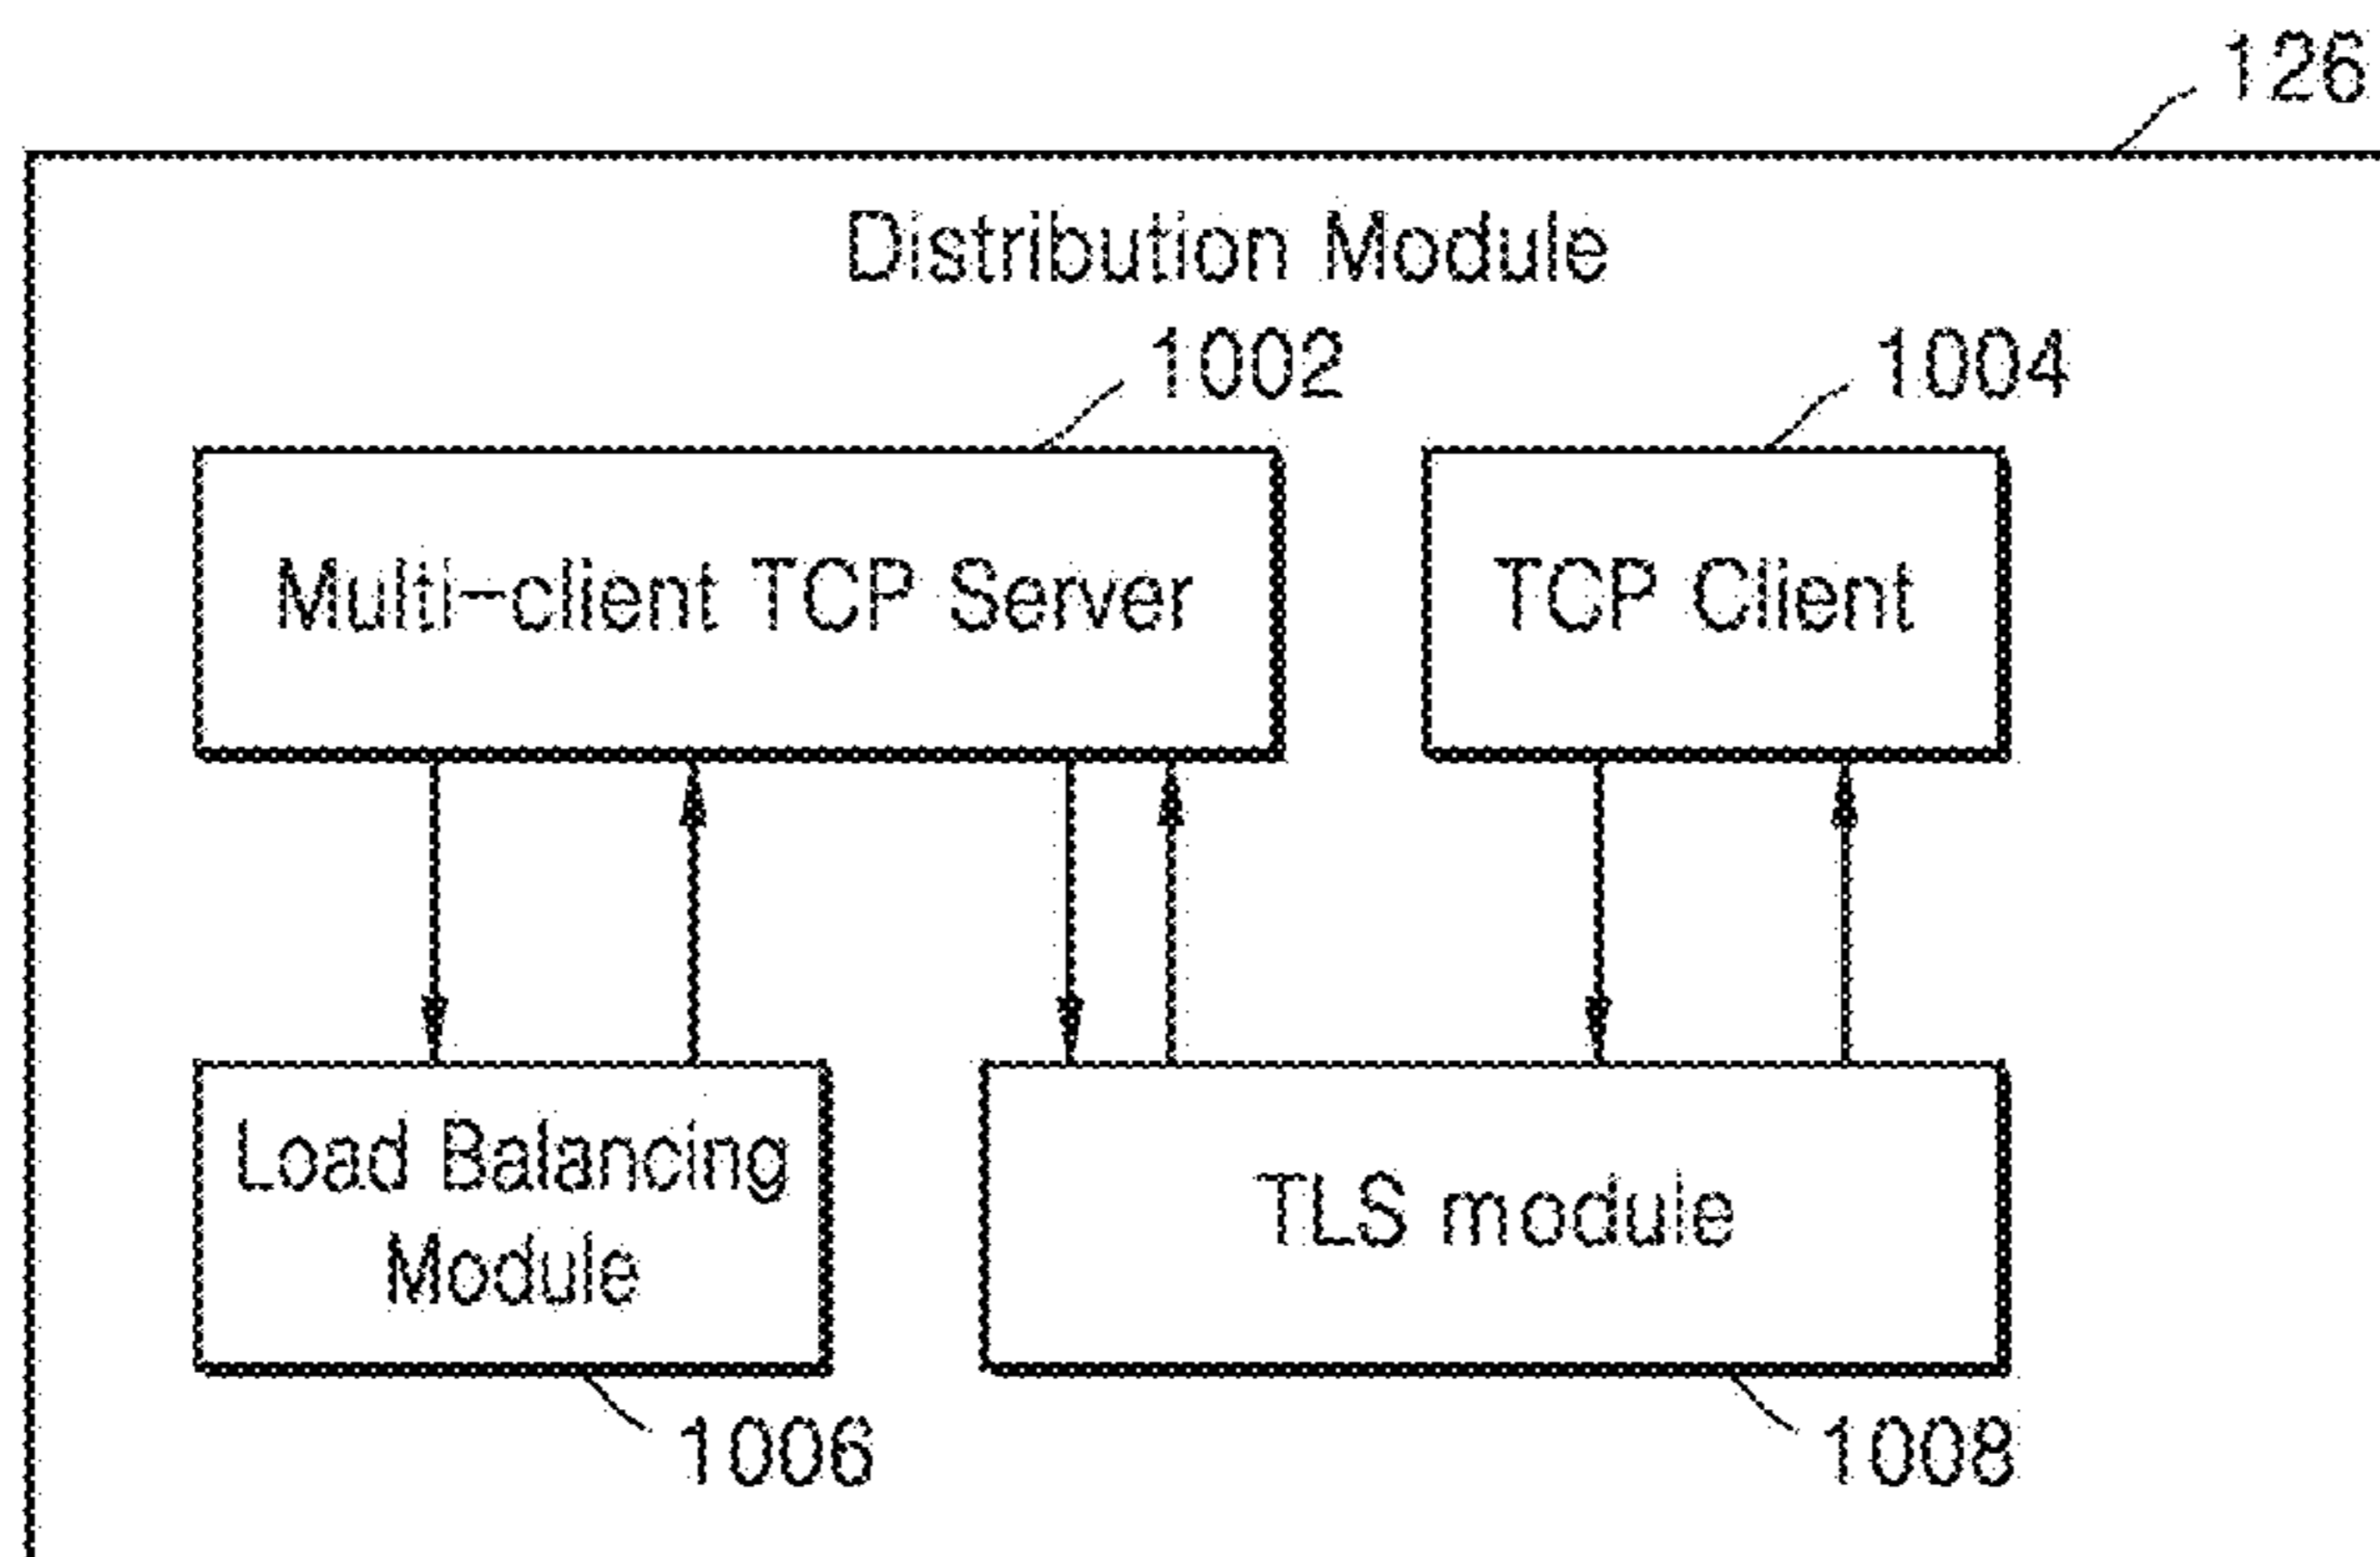 126
Distribution Module
1002
1004
Multi-client TCP Server
TCP Client
Load Balancing
Module
TLS module
1006
1008